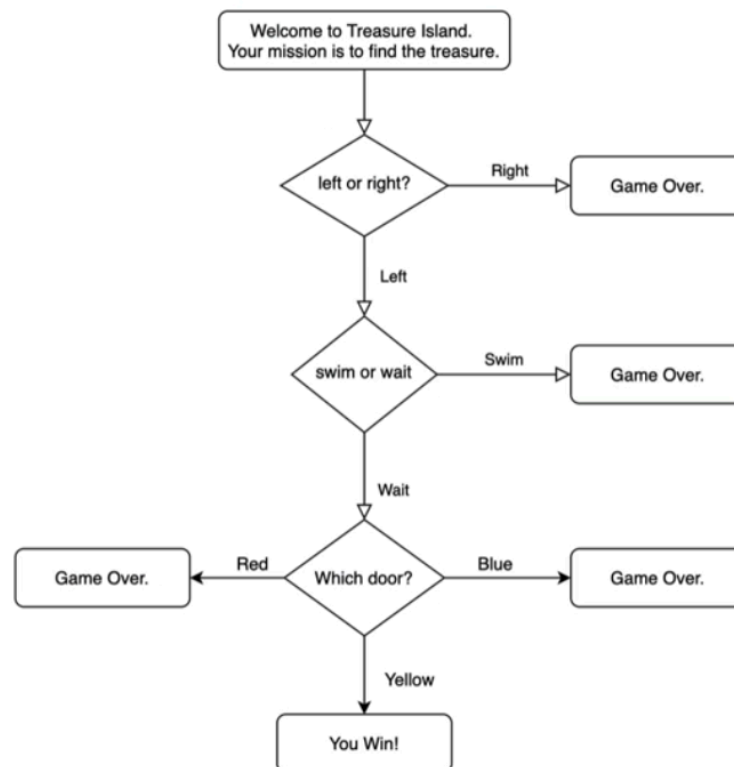 Welcome to Treasure Island.
Your mission is to find the treasure.
left or right?
Right
Game Over.
Left
swim or wait
Swim
Game Over.
Wait
Game Over.
Red
Which door?
Blue
Game Over.
Yellow
You Win!